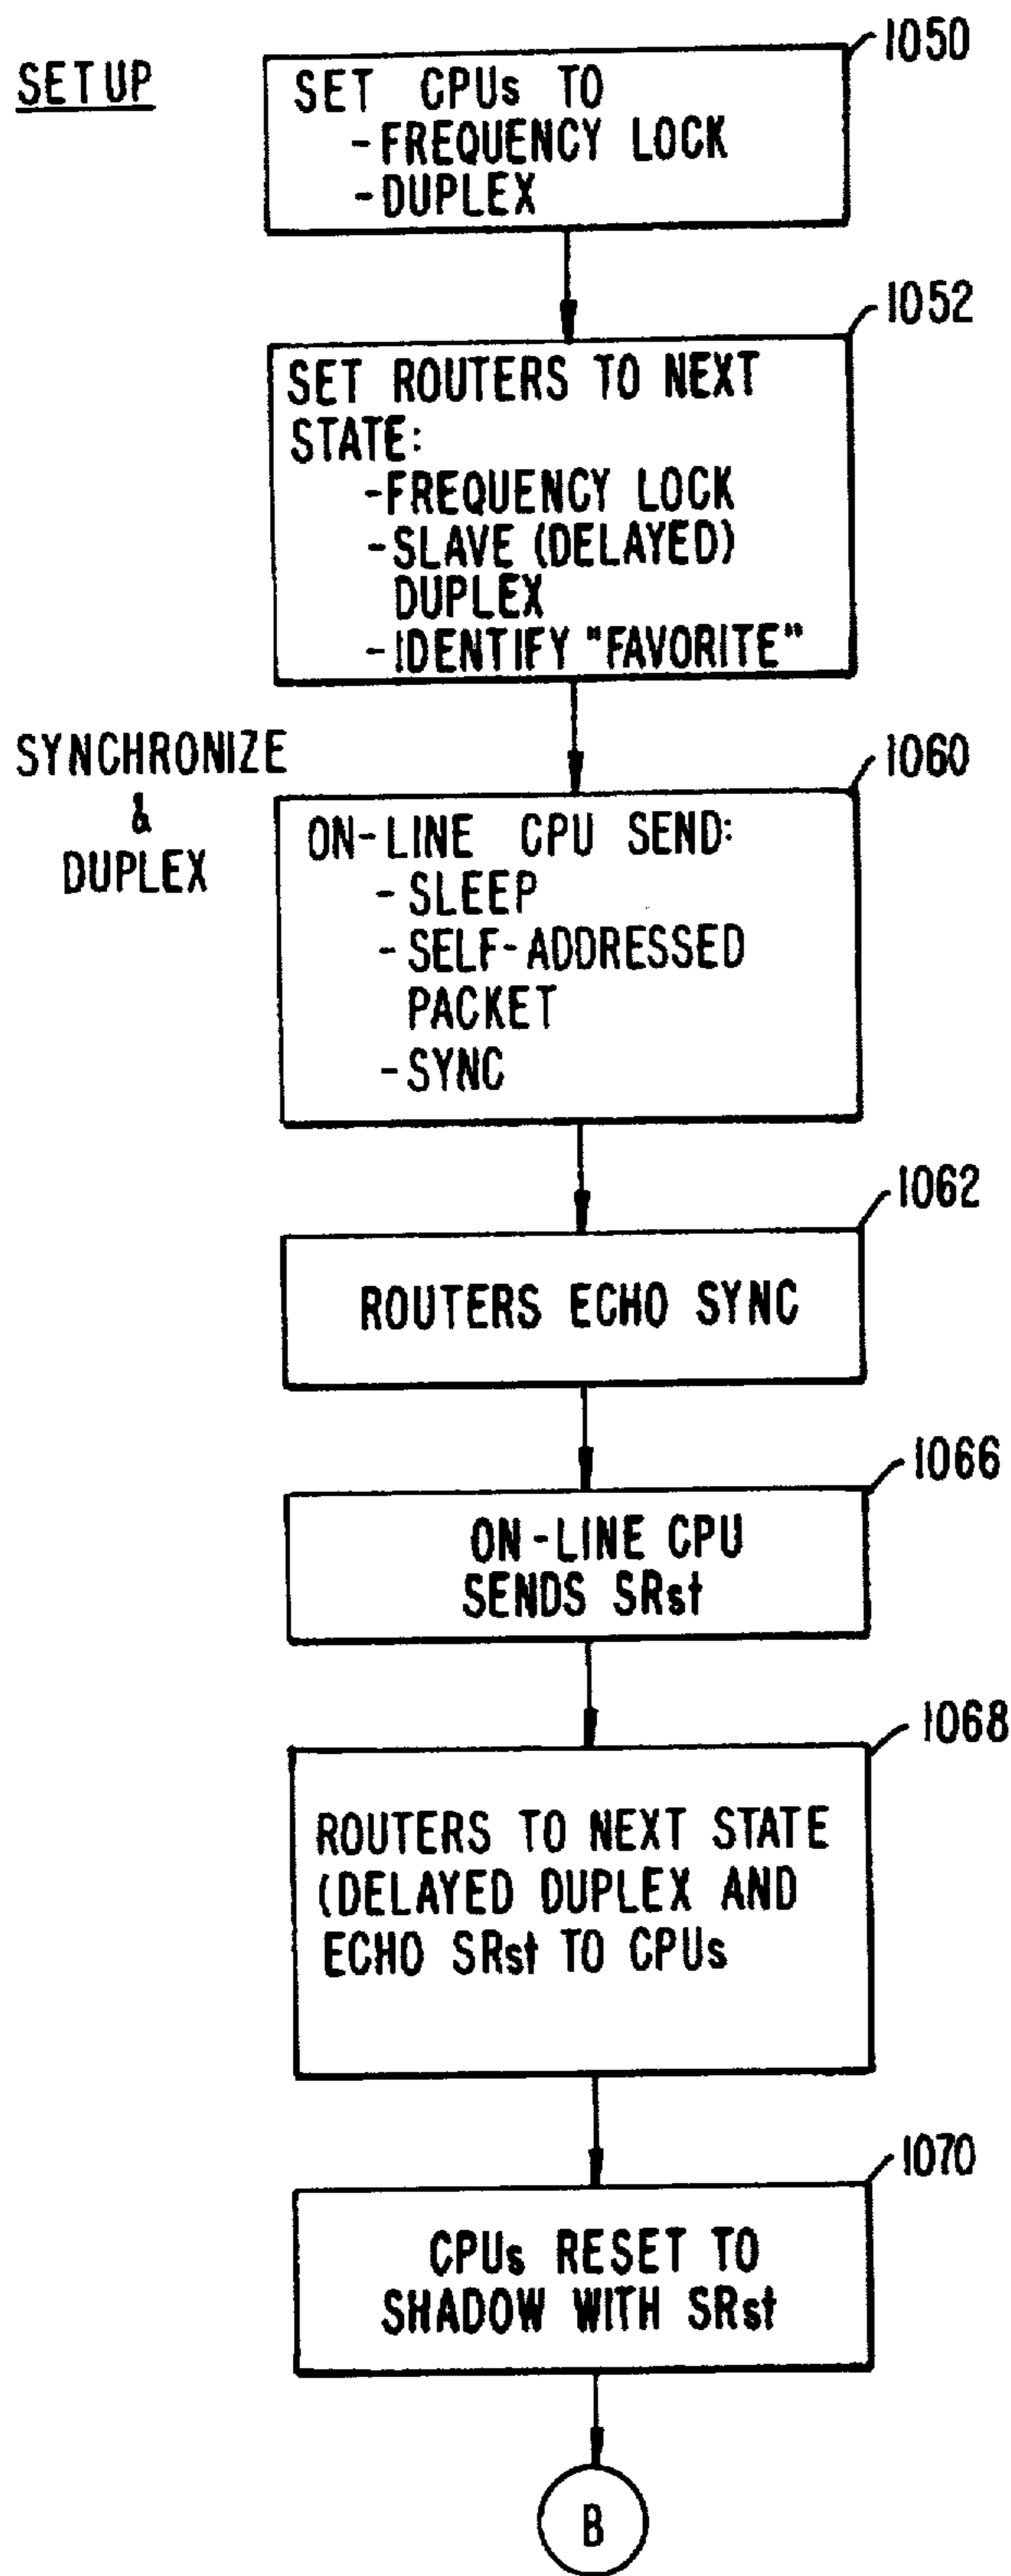 SETUP
1050
SET CPUs TO
-FREQUENCY LOCK
-DUPLEX
1052
SET ROUTERS TO NEXT
STATE:
-FREQUENCY LOCK
-SLAVE (DELAYED)
DUPLEX
-IDENTIFY "FAVORITE"
SYNCHRONIZE
&
DUPLEX
1060
ON-LINE CPU SEND:
-SLEEP
-SELF-ADDRESSED
PACKET
-SYNC
1062
ROUTERS ECHO SYNC
1066
ON-LINE CPU
SENDS SRst
1068
ROUTERS TO NEXT STATE
(DELAYED DUPLEX AND
ECHO SRst TO CPUs
1070
CPUs RESET TO
SHADOW WITH SRst
B